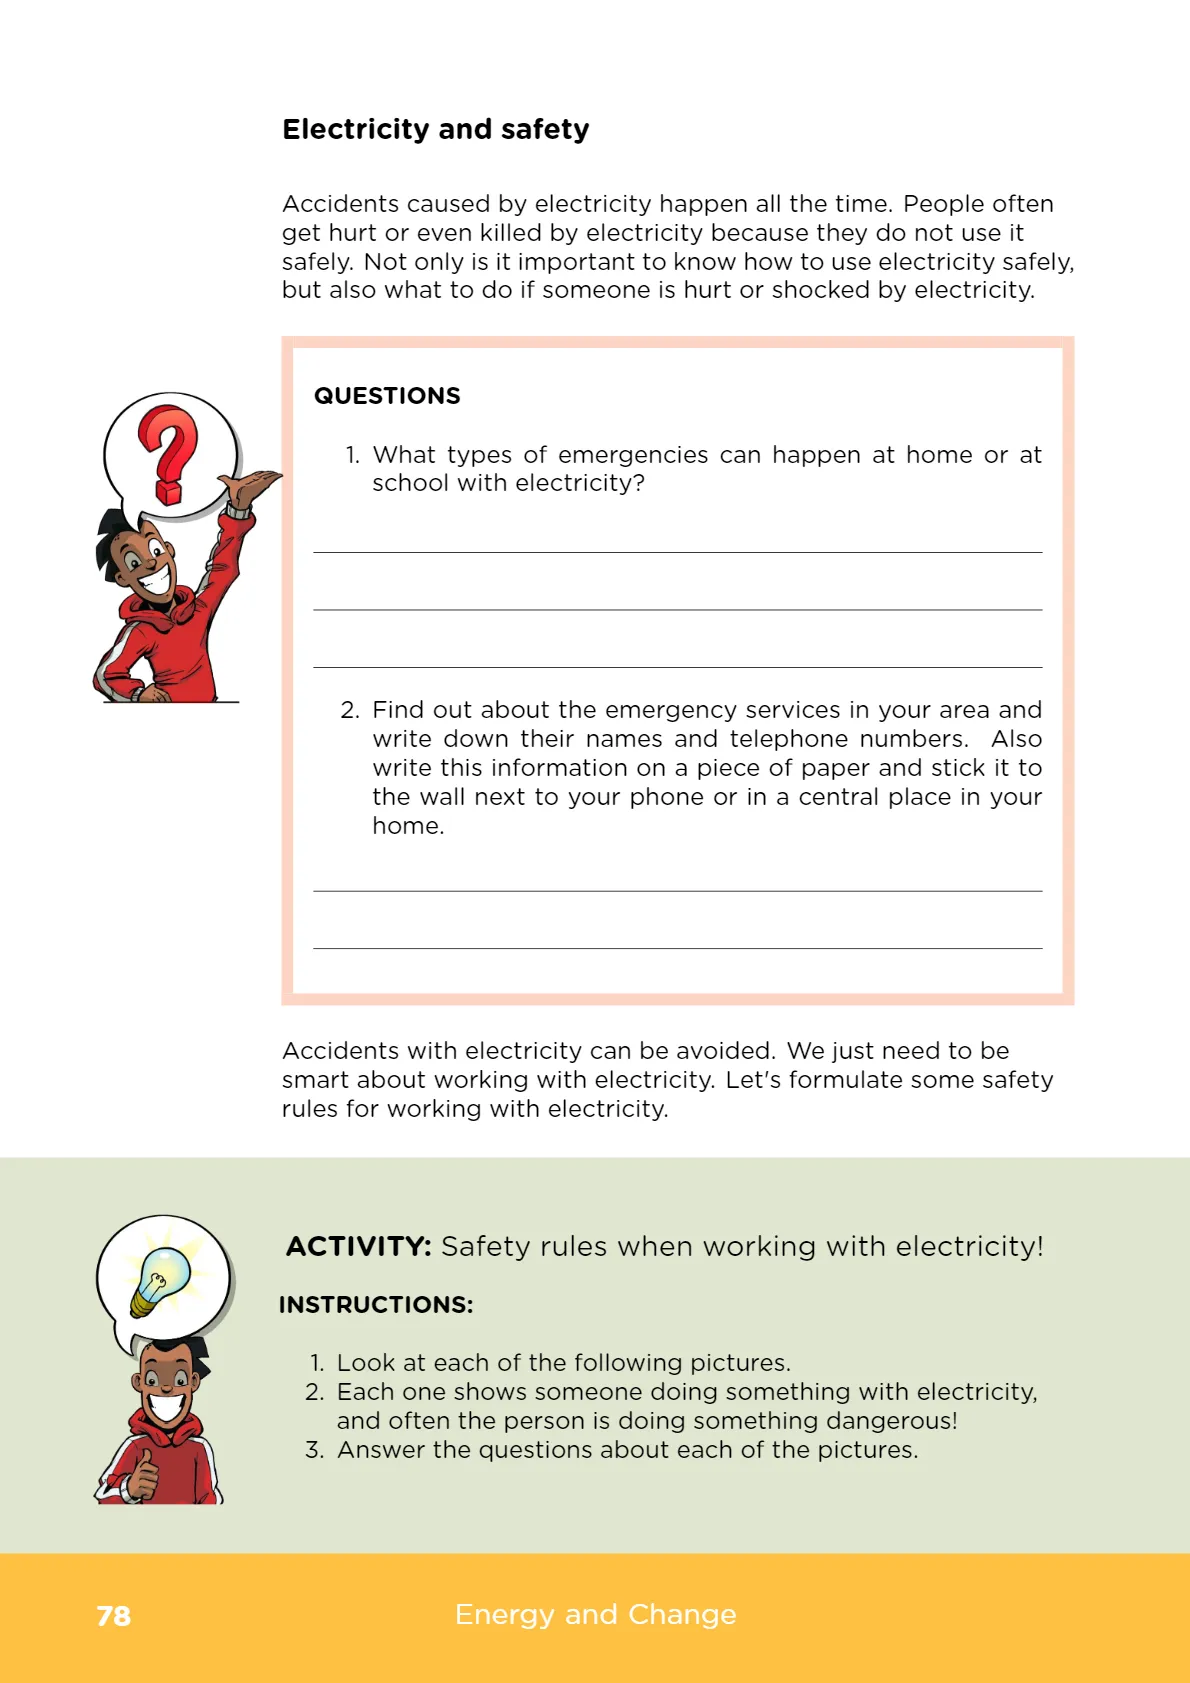 Electricity and safety
Accidents caused by electricity happen all the time. People often
get hurt or even killed by electricity because they do not use it
safely. Not only is it important to know how to use electricity safely,
but also what to do if someone is hurt or shocked by electricity.
QUESTIONS
1. What types of emergencies can happen at home or at
school with electricity?
2. Find out about the emergency services in your area and
write down their names and telephone numbers. Also
write this information on a piece of paper and stick it to
the wall next to your phone or in a central place in your
home.
Accidents with electricity can be avoided. We just need to be
smart about working with electricity. Let's formulate some safety
rules for working with electricity.
ACTIVITY: Safety rules when working with electricity!
INSTRUCTIONS:
1. Look at each of the following pictures.
2. Each one shows someone doing something with electricity,
and often the person is doing something dangerous!
3. Answer the questions about each of the pictures.
78 Energy and Change